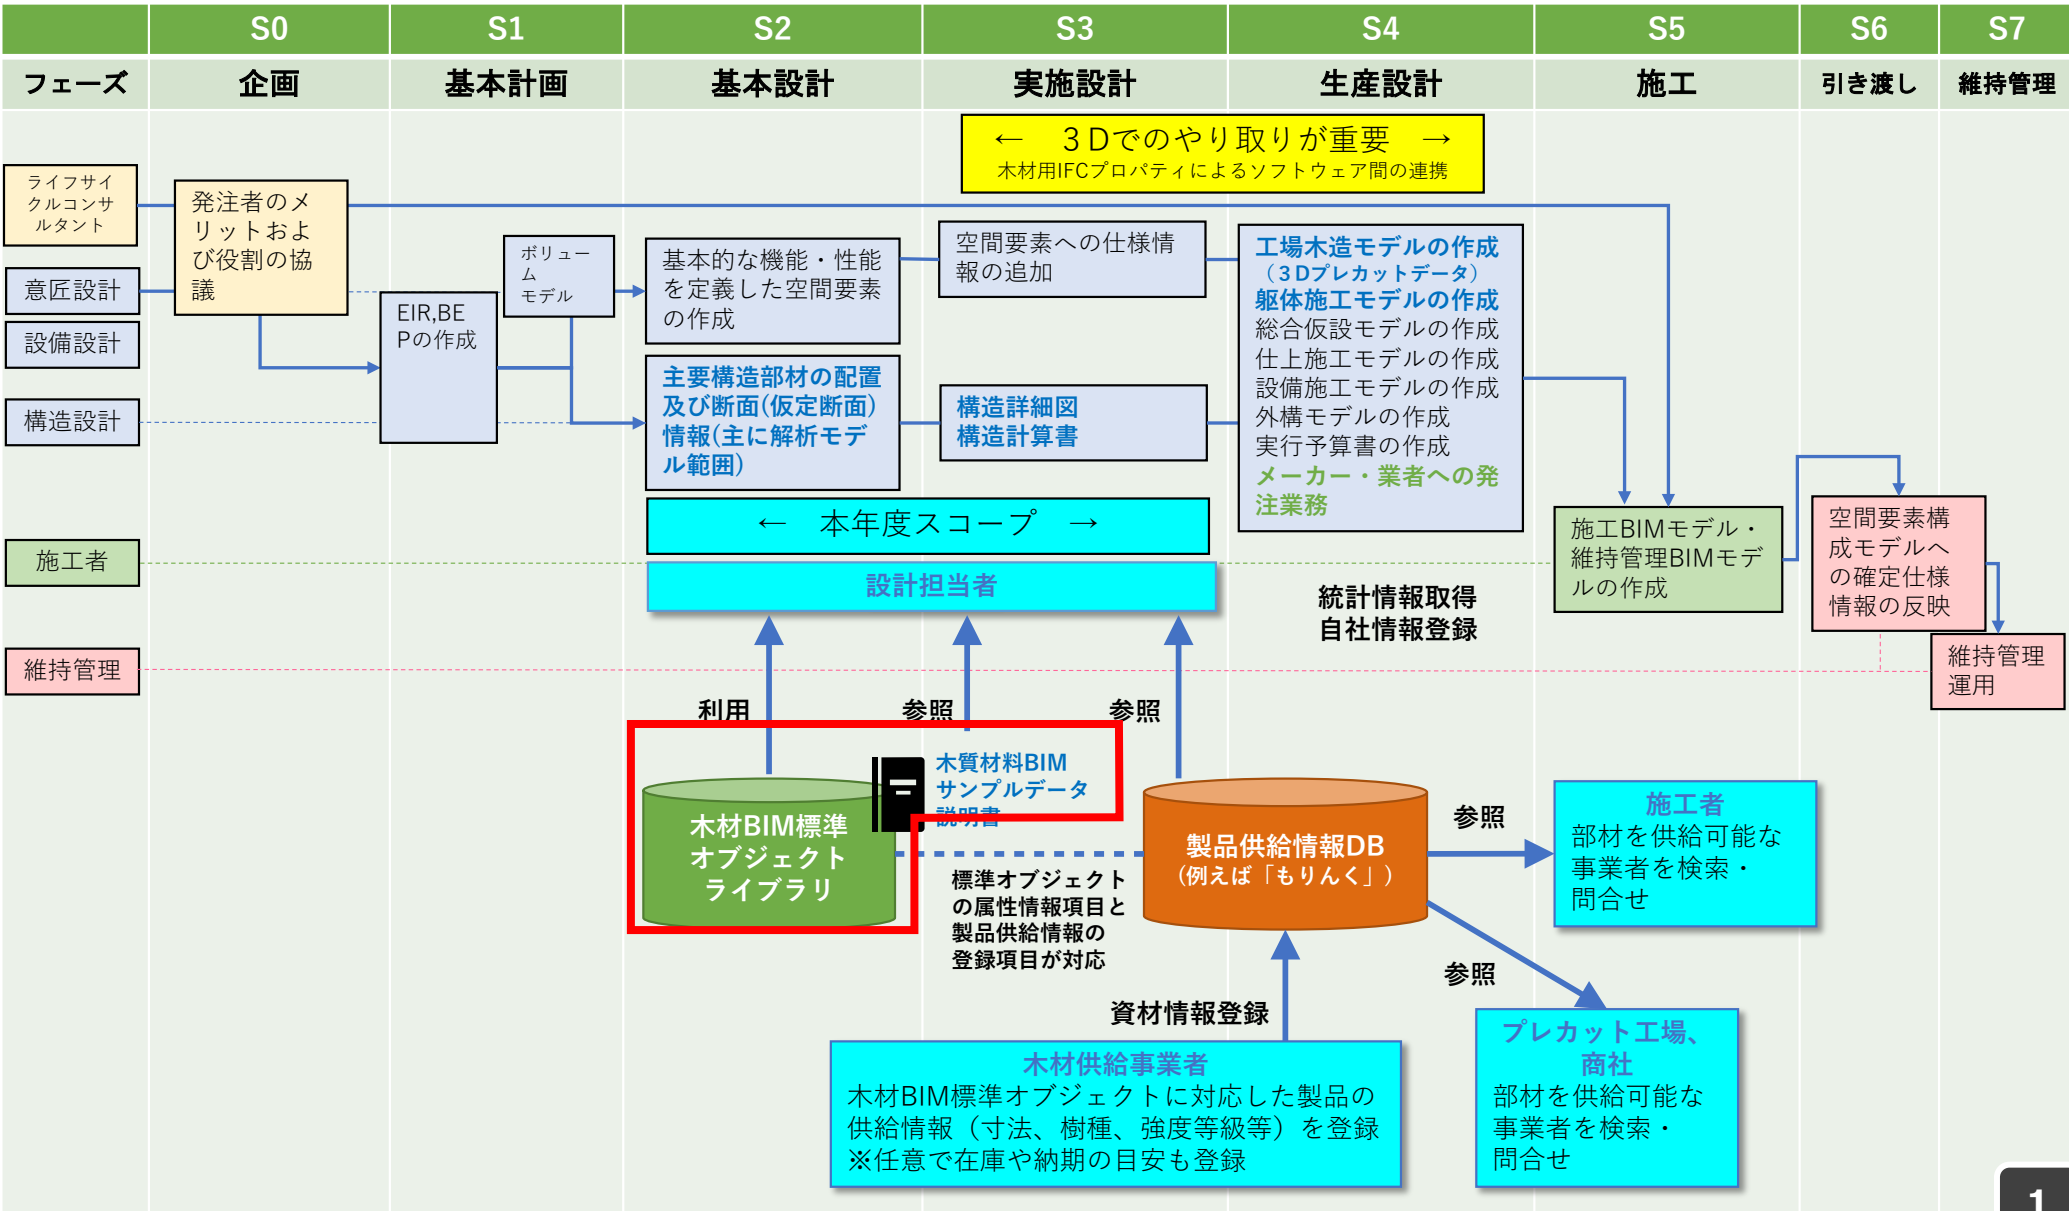 S0
S1
S2
S3
S4
S5
S6
S7
フェーズ
企画
基本計画
基本設計
実施設計
生産設計
施工
引き渡し
維持管理
← 3Dでのやり取りが重要 →
木材用IFCプロパティによるソフトウェア間の連携
ライフサイ
クルコンサ
ルタント
意匠設計
設備設計
構造設計
施工者
維持管理
発注者のメ
リットおよ
び役割の協
議
EIR,BE
Pの作成
ボリュー
ム
モデル
基本的な機能・性能
を定義した空間要素
の作成
主要構造部材の配置
及び断面(仮定断面)
情報(主に解析モデ
ル範囲)
空間要素への仕様情
報の追加
構造詳細図
構造計算書
工場木造モデルの作成
(3Dプレカットデータ)
躯体施工モデルの作成
総合仮設モデルの作成
仕上施工モデルの作成
設備施工モデルの作成
外構モデルの作成
実行予算書の作成
メーカー・業者への発
注業務
施工BIMモデル・
維持管理BIMモデ
ルの作成
空間要素構
成モデルへ
の確定仕様
情報の反映
維持管理
運用
← 本年度スコープ →
設計担当者
統計情報取得
自社情報登録
利用
参照
参照
木質材料BIM
サンプルデータ
説明書
木材BIM標準
オブジェクト
ライブラリ
標準オブジェクト
の属性情報項目と
製品供給情報の
登録項目が対応
製品供給情報DB
(例えば「もりんく」)
参照
施工者
部材を供給可能な
事業者を検索・
問合せ
参照
プレカット工場、
商社
部材を供給可能な
事業者を検索・
問合せ
資材情報登録
木材供給事業者
木材BIM標準オブジェクトに対応した製品の
供給情報(寸法、樹種、強度等級等)を登録
※任意で在庫や納期の目安も登録
1